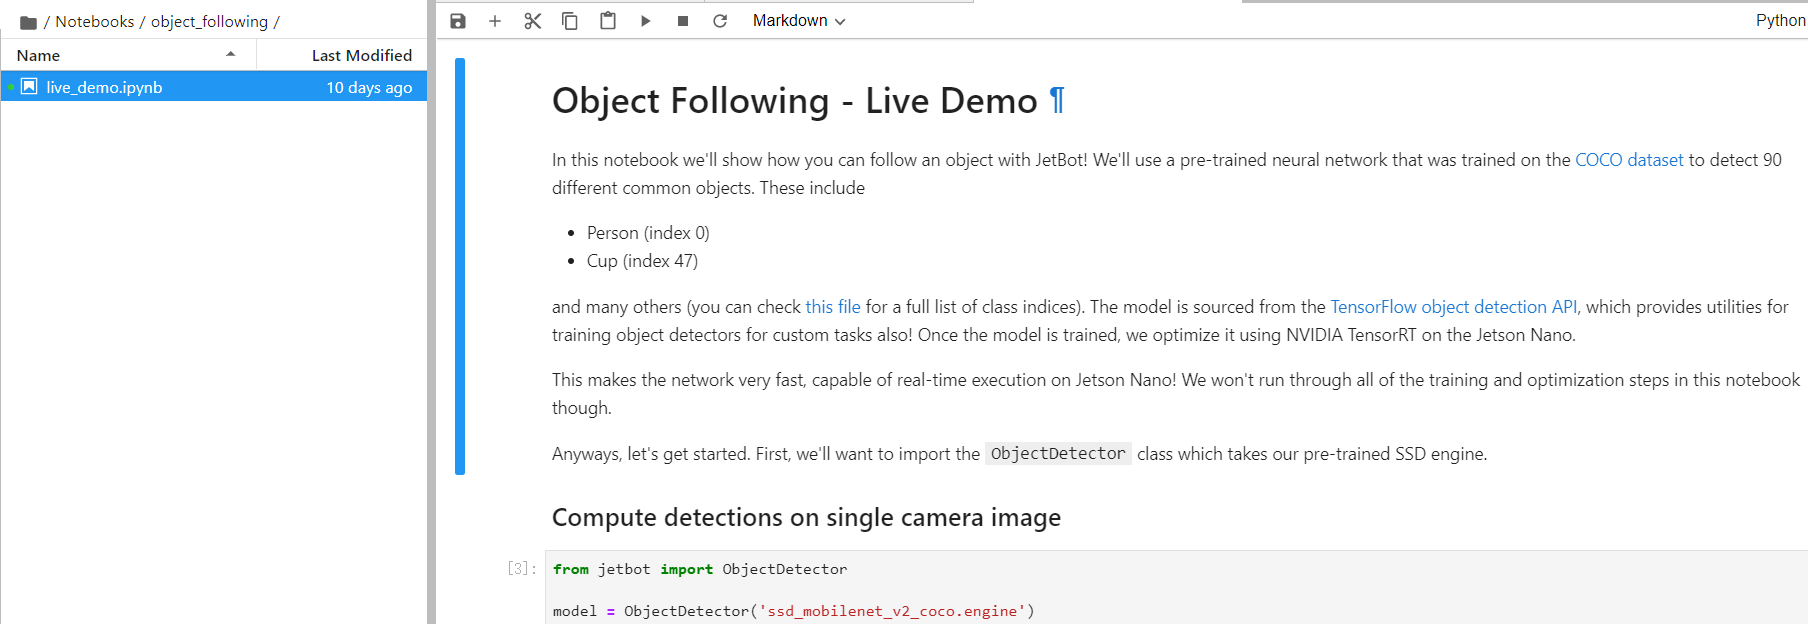 / Notebooks / object_following /
Name Last Modified
live_demo.ipynb 10 days ago
Markdown
Python
Object Following - Live Demo ¶
In this notebook we'll show how you can follow an object with JetBot! We'll use a pre-trained neural network that was trained on the COCO dataset to detect 90
different common objects. These include
• Person (index 0)
• Cup (index 47)
and many others (you can check this file for a full list of class indices). The model is sourced from the TensorFlow object detection API, which provides utilities for
training object detectors for custom tasks also! Once the model is trained, we optimize it using NVIDIA TensorRT on the Jetson Nano.
This makes the network very fast, capable of real-time execution on Jetson Nano! We won't run through all of the training and optimization steps in this notebook
though.
Anyways, let's get started. First, we'll want to import the ObjectDetector class which takes our pre-trained SSD engine.
Compute detections on single camera image
[3]: from jetbot import ObjectDetector
model = ObjectDetector('ssd_mobilenet_v2_coco.engine')